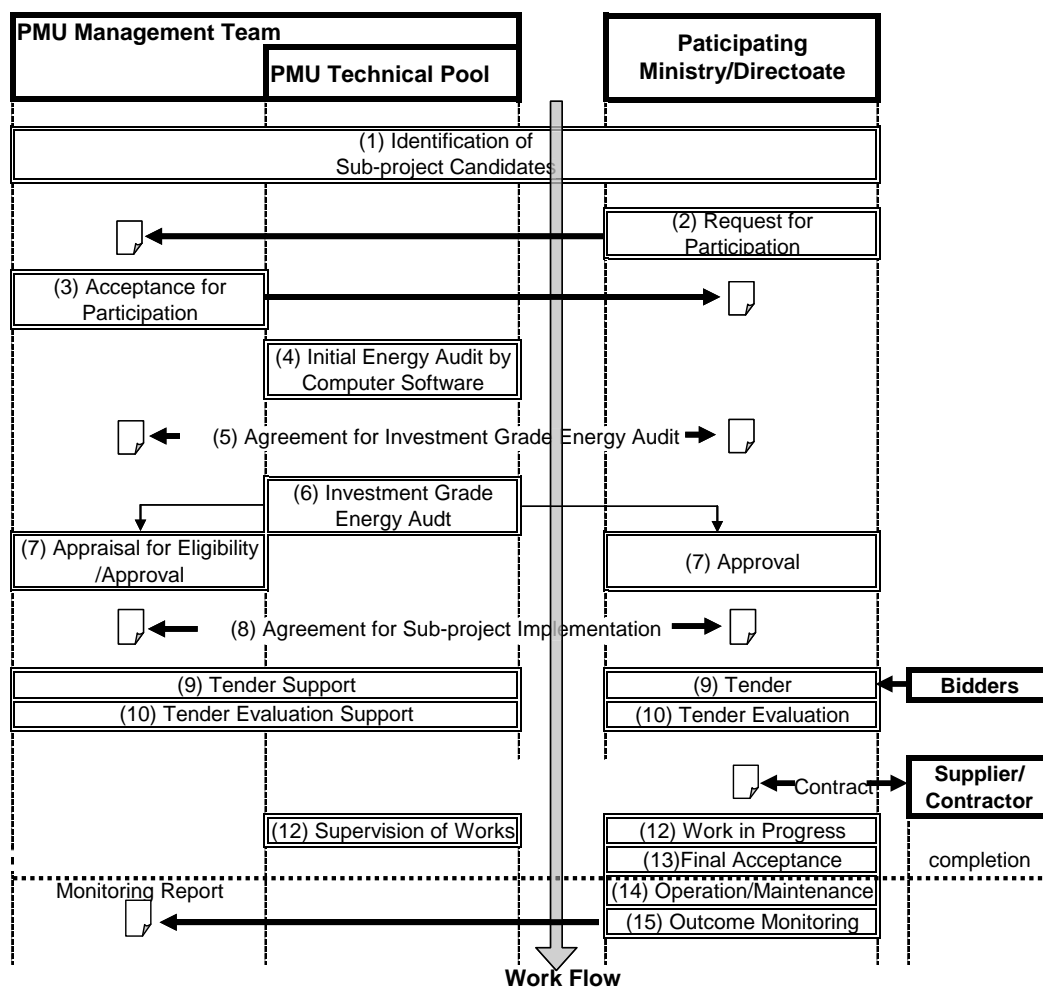 PMU Management Team
PMU Technical Pool
Paticipating
Ministry/Directoate
(1) Identification of
Sub-project Candidates
(2) Request for
Participation
(3) Acceptance for
Participation
(4) Initial Energy Audit by
Computer Software
(5) Agreement for Investment Grade Energy Audit
(6) Investment Grade
Energy Audt
(7) Appraisal for Eligibility
/Approval
(7) Approval
(8) Agreement for Sub-project Implementation
(9) Tender Support
(9) Tender
Bidders
(10) Tender Evaluation Support
(10) Tender Evaluation
Contract
Supplier/
Contractor
(12) Supervision of Works
(12) Work in Progress
(13)Final Acceptance
completion
Monitoring Report
(14) Operation/Maintenance
(15) Outcome Monitoring
Work Flow